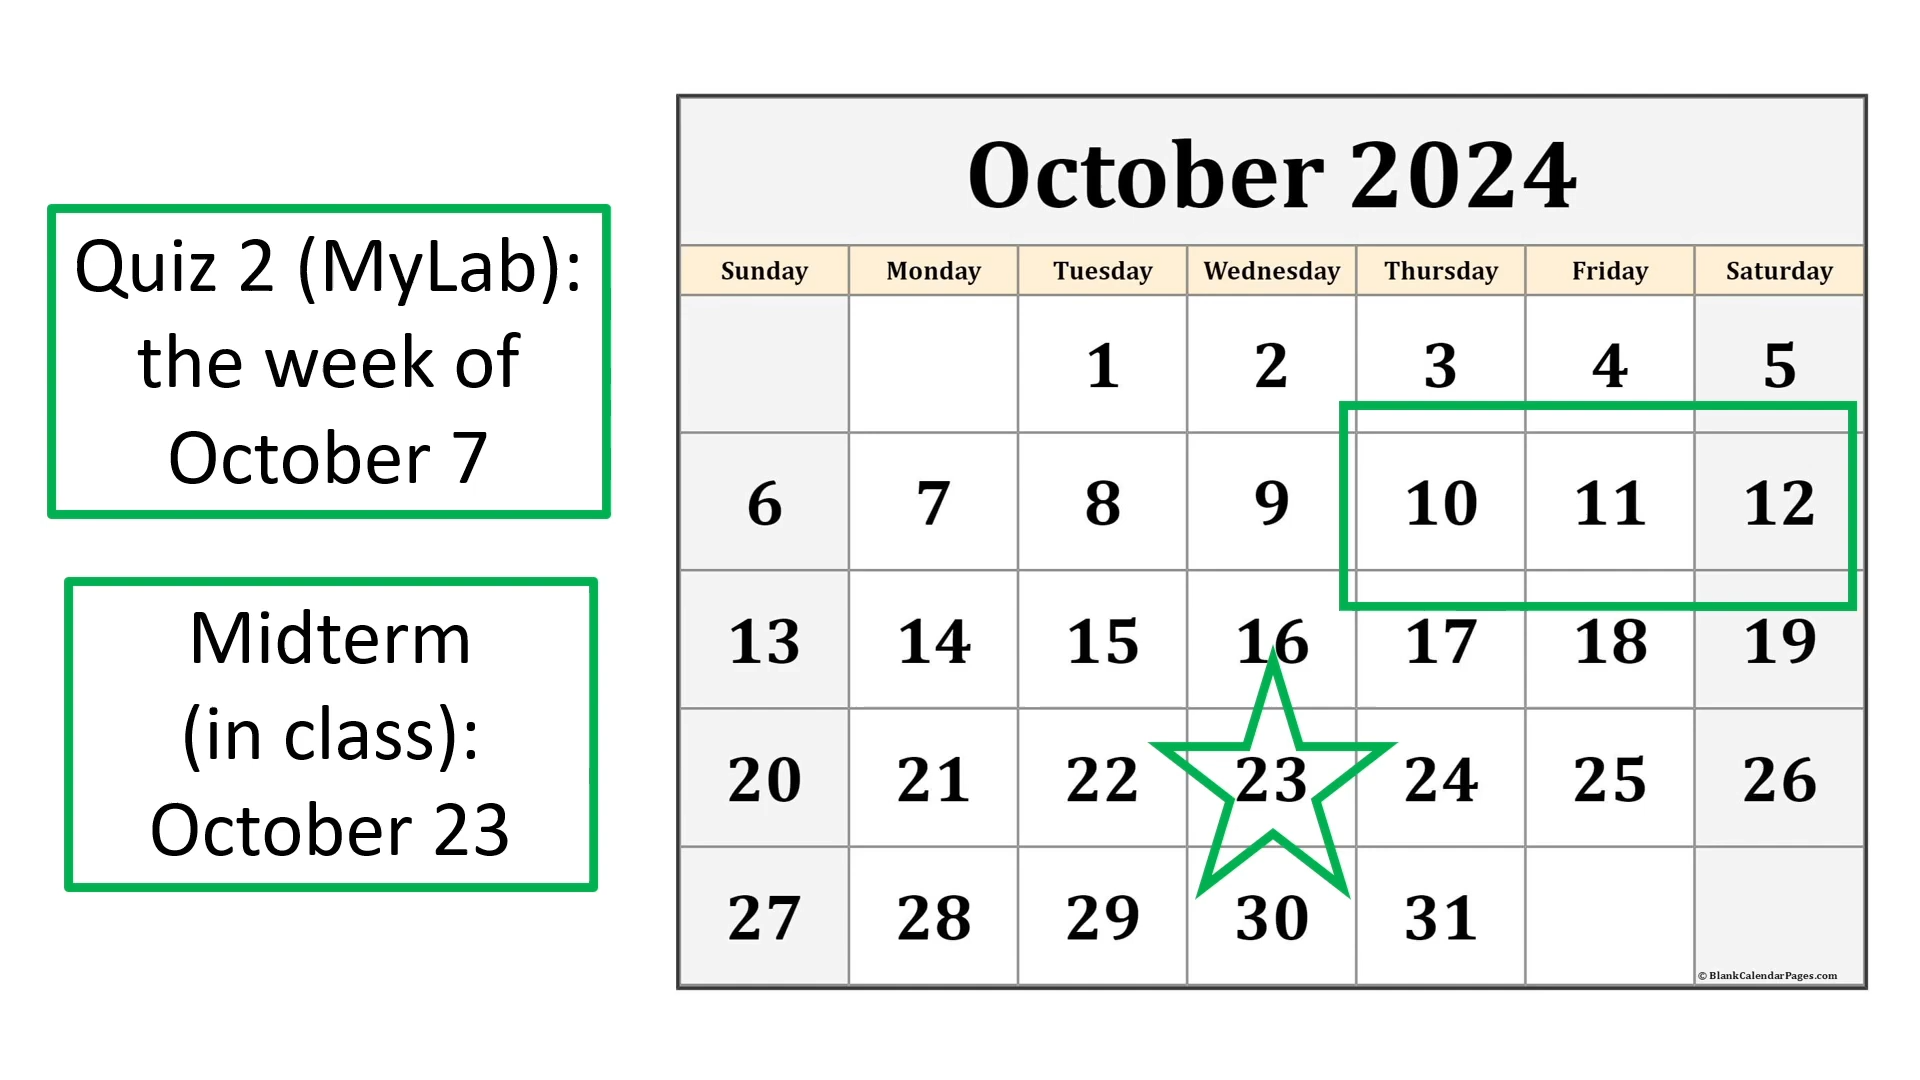 Quiz 2 (MyLab):
the week of
October 7
Midterm
(in class):
October 23
October 2024
Sunday Monday Tuesday Wednesday Thursday Friday Saturday
1 2 3 4 5
6 7 8 9 10 11 12
13 14 15 16 17 18 19
20 21 22 23 24 25 26
27 28 29 30 31
© BlankCalendarPages.com